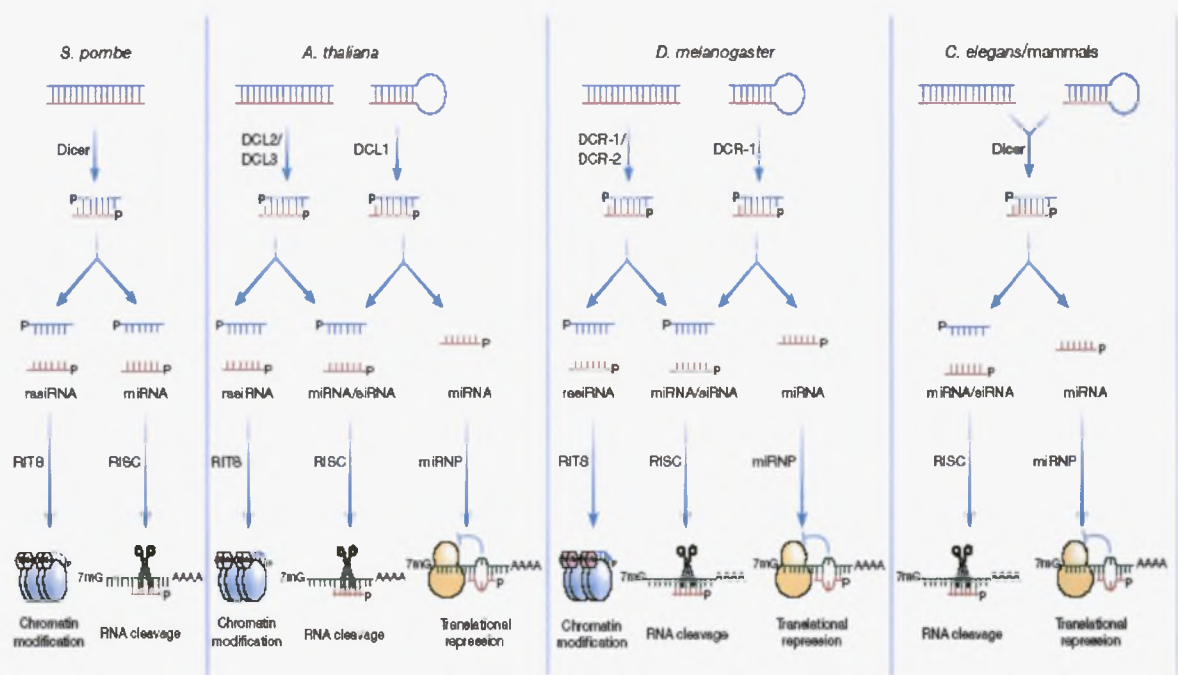 S. pombe
Dicer
P
P
P
P
P
P
rasiRNA
miRNA
RITS
RISC
7mG
AAAA
P
Chromatin
modification
RNA cleavage
A. thaliana
DCL2/
DCL3
DCL1
P
P
P
P
P
P
P
P
P
rasiRNA
miRNA/siRNA
miRNA
RITS
RISC
miRNP
7mG
AAAA
P
7mG
AAAA
P
Chromatin
modification
RNA cleavage
Translational
repression
D. melanogaster
DCR-1/
DCR-2
DCR-1
P
P
P
P
P
P
P
P
P
rasiRNA
miRNA/siRNA
miRNA
RITS
RISC
miRNP
7mG
AAAA
P
7mG
AAAA
P
Chromatin
modification
RNA cleavage
Translational
repression
C. elegans/mammals
Dicer
P
P
P
P
P
miRNA/siRNA
miRNA
RISC
miRNP
7mG
AAAA
P
7mG
AAAA
P
RNA cleavage
Translational
repression